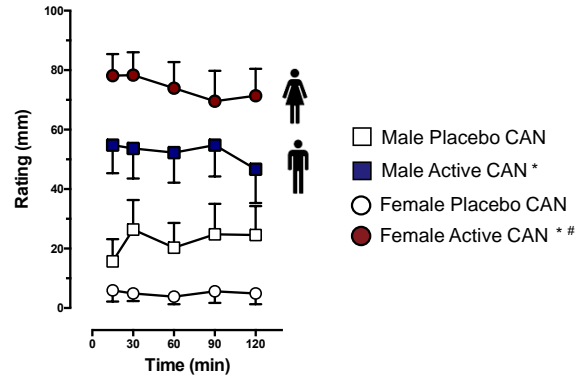 100
80
60
40
20
0
Rating (mm)
0 30 60 90 120
Time (min)
Male Placebo CAN
Male Active CAN *
Female Placebo CAN
Female Active CAN * #